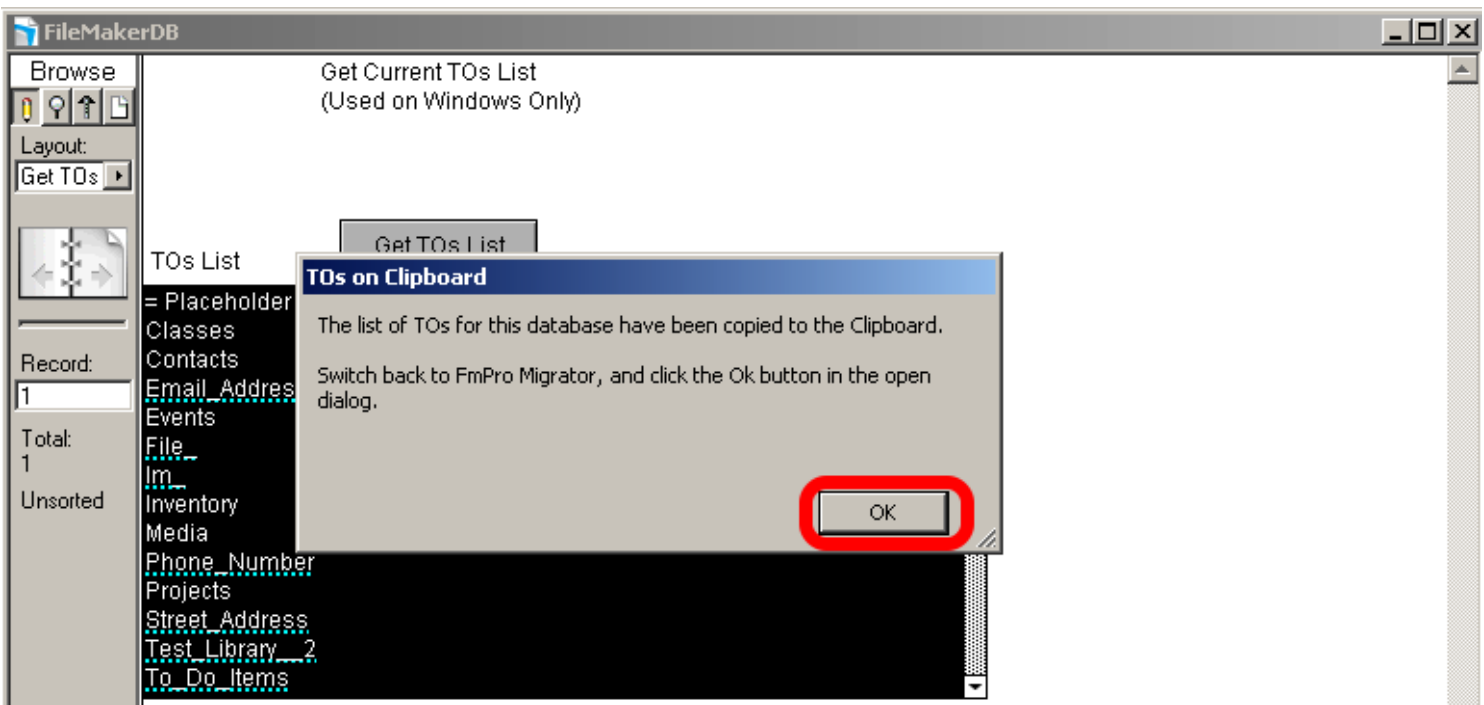 FileMakerDB
Browse
Get Current TOs List
(Used on Windows Only)
Layout:
Get TOs
Get TOs List
TOs List
TOs on Clipboard
The list of TOs for this database have been copied to the Clipboard.
Switch back to FmPro Migrator, and click the Ok button in the open
dialog.
OK
= Placeholder
Classes
Contacts
Email_Addres
Events
File_
Im_
Inventory
Media
Phone_Number
Projects
Street_Address
Test_Library__2
To_Do_Items
Record:
1
Total:
1
Unsorted